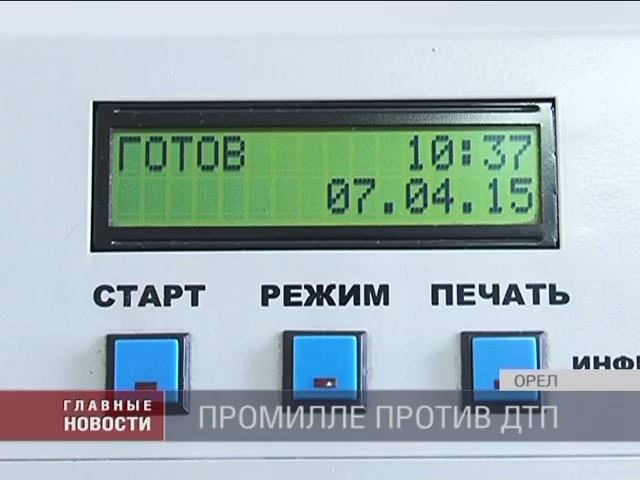 ГОТОВ 10:37
07.04.15
СТАРТ РЕЖИМ ПЕЧАТЬ
ОРЕЛ
ГЛАВНЫЕ
НОВОСТИ
ПРОМИЛЛЕ ПРОТИВ ДТП